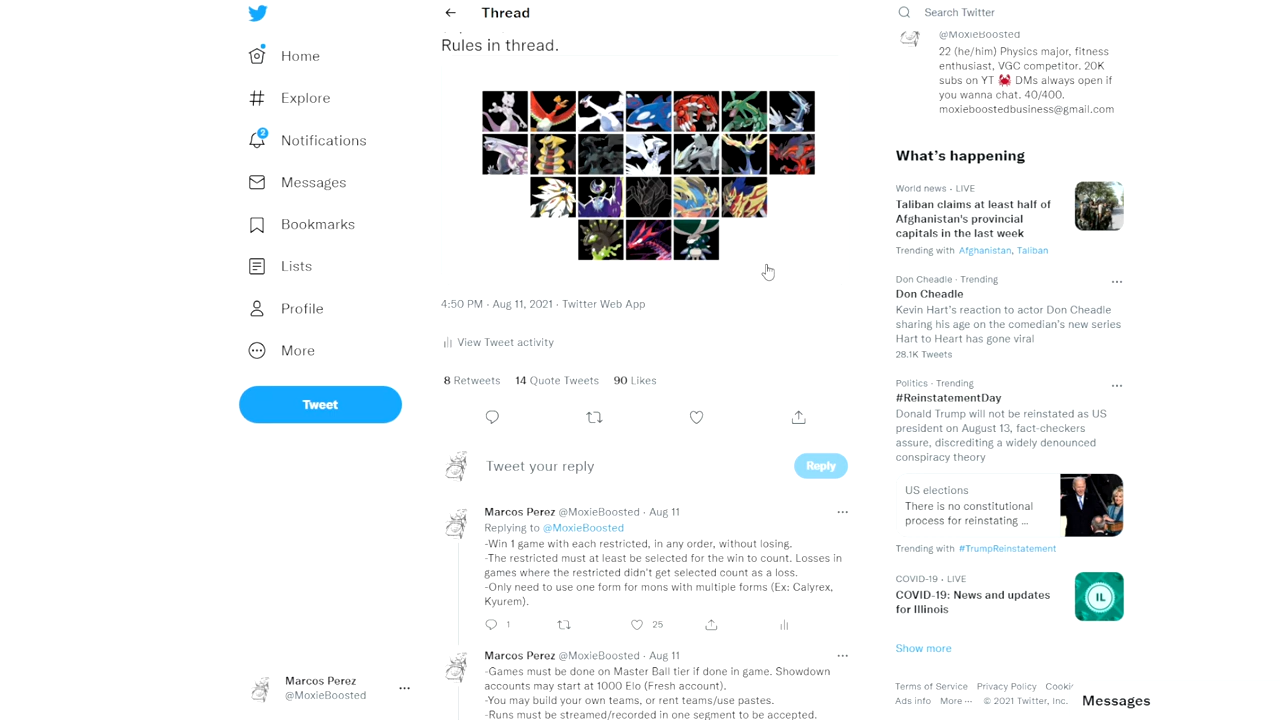 Home
Explore
2
Notifications
Messages
Bookmarks
Lists
Profile
More
Tweet
Marcos Perez
@MoxieBoosted
Thread
Rules in thread.
4:50 PM · Aug 11, 2021 · Twitter Web App
View Tweet activity
8 Retweets 14 Quote Tweets 90 Likes
Tweet your reply
Reply
Marcos Perez @MoxieBoosted · Aug 11
Replying to @MoxieBoosted
-Win 1 game with each restricted, in any order, without losing.
-The restricted must at least be selected for the win to count. Losses in
games where the restricted didn't get selected count as a loss.
-Only need to use one form for mons with multiple forms (Ex: Calyrex,
Kyurem).
1 25
Marcos Perez @MoxieBoosted · Aug 11
-Games must be done on Master Ball tier if done in game. Showdown
accounts may start at 1000 Elo (Fresh account).
-You may build your own teams, or rent teams/use pastes.
-Runs must be streamed/recorded in one segment to be accepted.
Search Twitter
@MoxieBoosted
22 (he/him) Physics major, fitness
enthusiast, VGC competitor. 20K
subs on YT 🦀 DMs always open if
you wanna chat. 40/400.
moxieboostedbusiness@gmail.com
What's happening
World news · LIVE
Taliban claims at least half of
Afghanistan's provincial
capitals in the last week
Trending with Afghanistan, Taliban
Don Cheadle · Trending
Don Cheadle
Kevin Hart's reaction to actor Don Cheadle
sharing his age on the comedian's new series
Hart to Heart has gone viral
28.1K Tweets
Politics · Trending
#ReinstatementDay
Donald Trump will not be reinstated as US
president on August 13, fact-checkers
assure, discrediting a widely denounced
conspiracy theory
US elections
There is no constitutional
process for reinstating ...
Trending with #TrumpReinstatement
COVID-19 · LIVE
COVID-19: News and updates
for Illinois
IL
Show more
Terms of Service Privacy Policy Cooki
Ads info More ··· © 2021 Twitter, Inc.
Messages